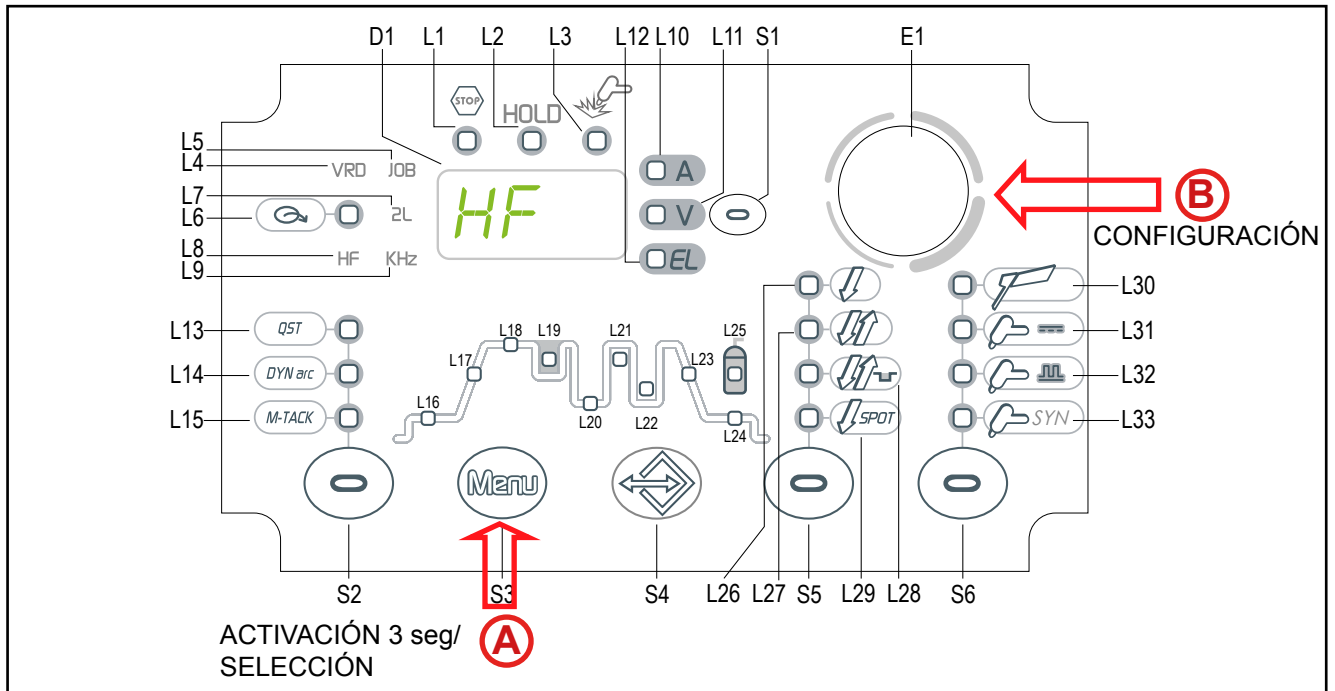 D1 L1 L2 L3 L12 L10 L11 S1 E1
STOP
HOLD
L5
L4
VRD JOB
L7
L6
2L
L8
L9
HF KHz
HF
A
V
EL
B
CONFIGURACIÓN
L13 QST
L14 DYN arc
L15 M-TACK
L16
L17
L18
L19
L20
L21
L22
L23
L24
L25
SPOT
L30
L31
L32
SYN L33
Menu
S2 S3 S4 L26 L27 S5 L29 L28 S6
ACTIVACIÓN 3 seg/
SELECCIÓN
A